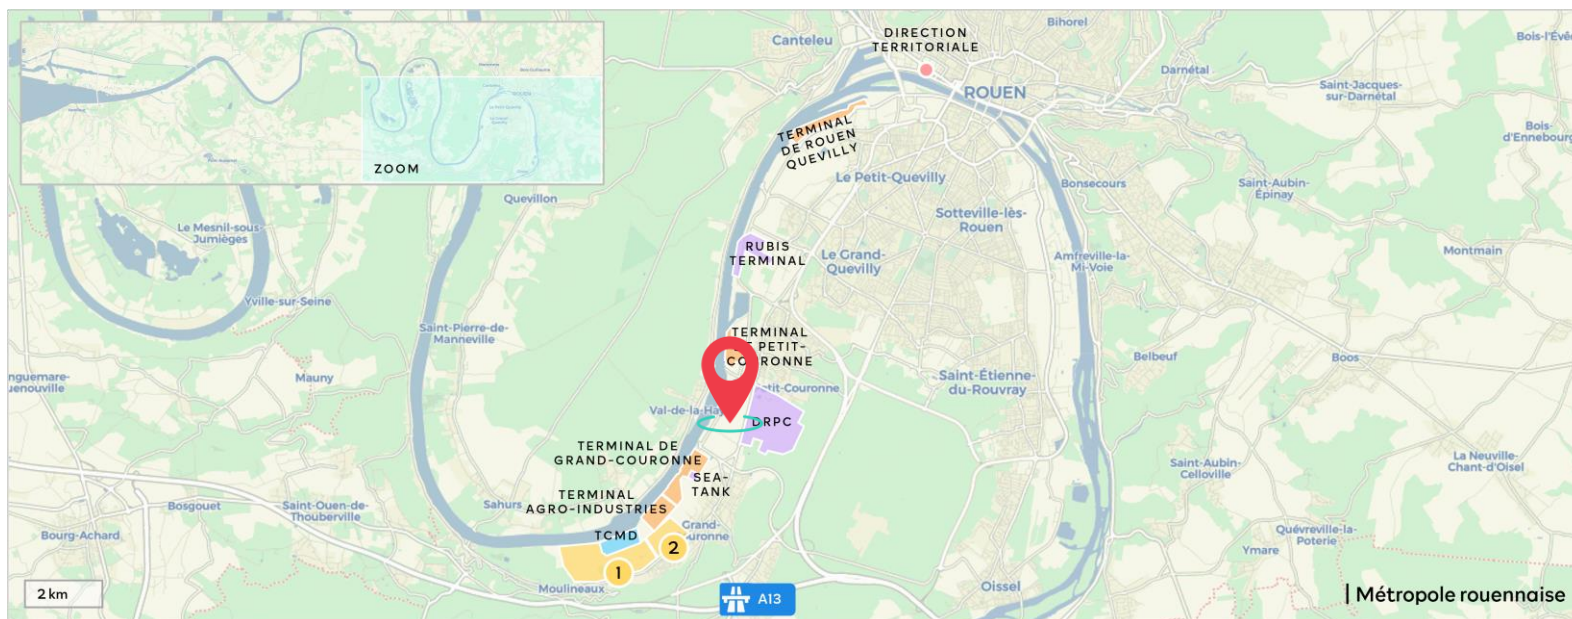 Bihorel
Bois-l'Évê
DIRECTION
TERRITORIALE
Canteleu
Darnétal
ROUEN
Saint-Jacques-
sur-Darnétal
ZOOM
TERMINAL
DE ROUEN
QUEVILLY
Bois-
d'Ennebourg
Le Petit-Quevilly
Bonsecours
Saint-Aubin-
Épinay
Quevillon
Sotteville-lès-
Rouen
Le Mesnil-sous-
Jumièges
RUBIS
TERMINAL
Le Grand-
Quevilly
Amfreville-la-
Mi-Voie
Montmain
Yville-sur-Seine
Saint-Pierre-de-
Manneville
TERMINAL
PETIT-
COURONNE
Belbeuf
Boos
nguemare-
uenouville
Mauny
etit-Couronne
Saint-Étienne-
du-Rouvray
Val-de-la-Hay
DRPC
TERMINAL DE
GRAND-COURONNE
SEA-
TANK
La Neuville-
Chant-d'Oisel
Saint-Aubin-
Celloville
TERMINAL
AGRO-INDUSTRIES
Sahurs
Bosgouet
Saint-Ouen-de-
Thouberville
Bourg-Achard
TCMD
Grand-
uronne
2
Quévreville-la-
Poterie
Ymare
1
Moulineaux
Oissel
2 km
A13
| Métropole rouennaise